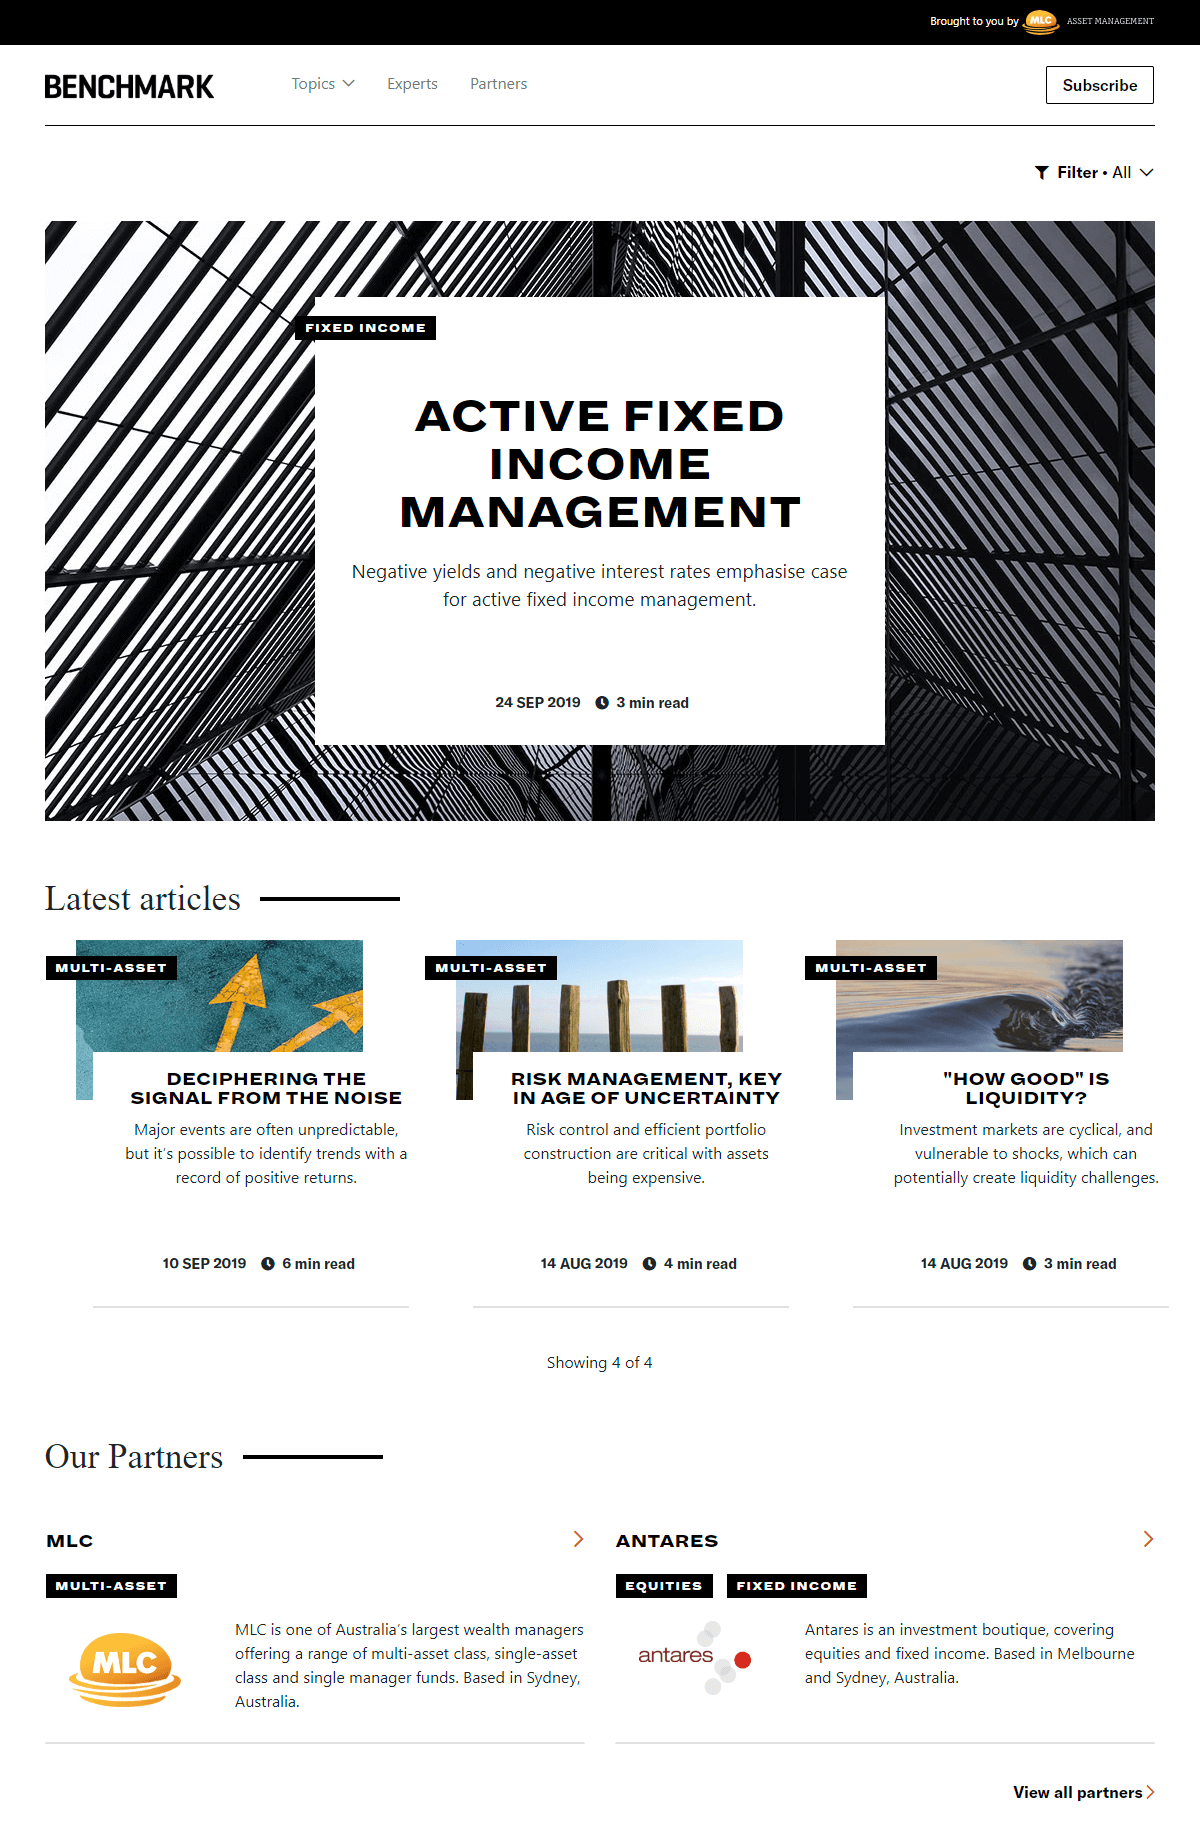 Brought to you by MLC ASSET MANAGEMENT
BENCHMARK
Topics
Experts
Partners
Subscribe
Filter • All
FIXED INCOME
ACTIVE FIXED
INCOME
MANAGEMENT
Negative yields and negative interest rates emphasise case
for active fixed income management.
24 SEP 2019 3 min read
Latest articles
MULTI-ASSET
DECIPHERING THE
SIGNAL FROM THE NOISE
Major events are often unpredictable,
but it's possible to identify trends with a
record of positive returns.
10 SEP 2019 6 min read
MULTI-ASSET
RISK MANAGEMENT, KEY
IN AGE OF UNCERTAINTY
Risk control and efficient portfolio
construction are critical with assets
being expensive.
14 AUG 2019 4 min read
MULTI-ASSET
"HOW GOOD" IS
LIQUIDITY?
Investment markets are cyclical, and
vulnerable to shocks, which can
potentially create liquidity challenges.
14 AUG 2019 3 min read
Showing 4 of 4
Our Partners
MLC
MULTI-ASSET
MLC
MLC is one of Australia's largest wealth managers
offering a range of multi-asset class, single-asset
class and single manager funds. Based in Sydney,
Australia.
ANTARES
EQUITIES FIXED INCOME
antares
Antares is an investment boutique, covering
equities and fixed income. Based in Melbourne
and Sydney, Australia.
View all partners